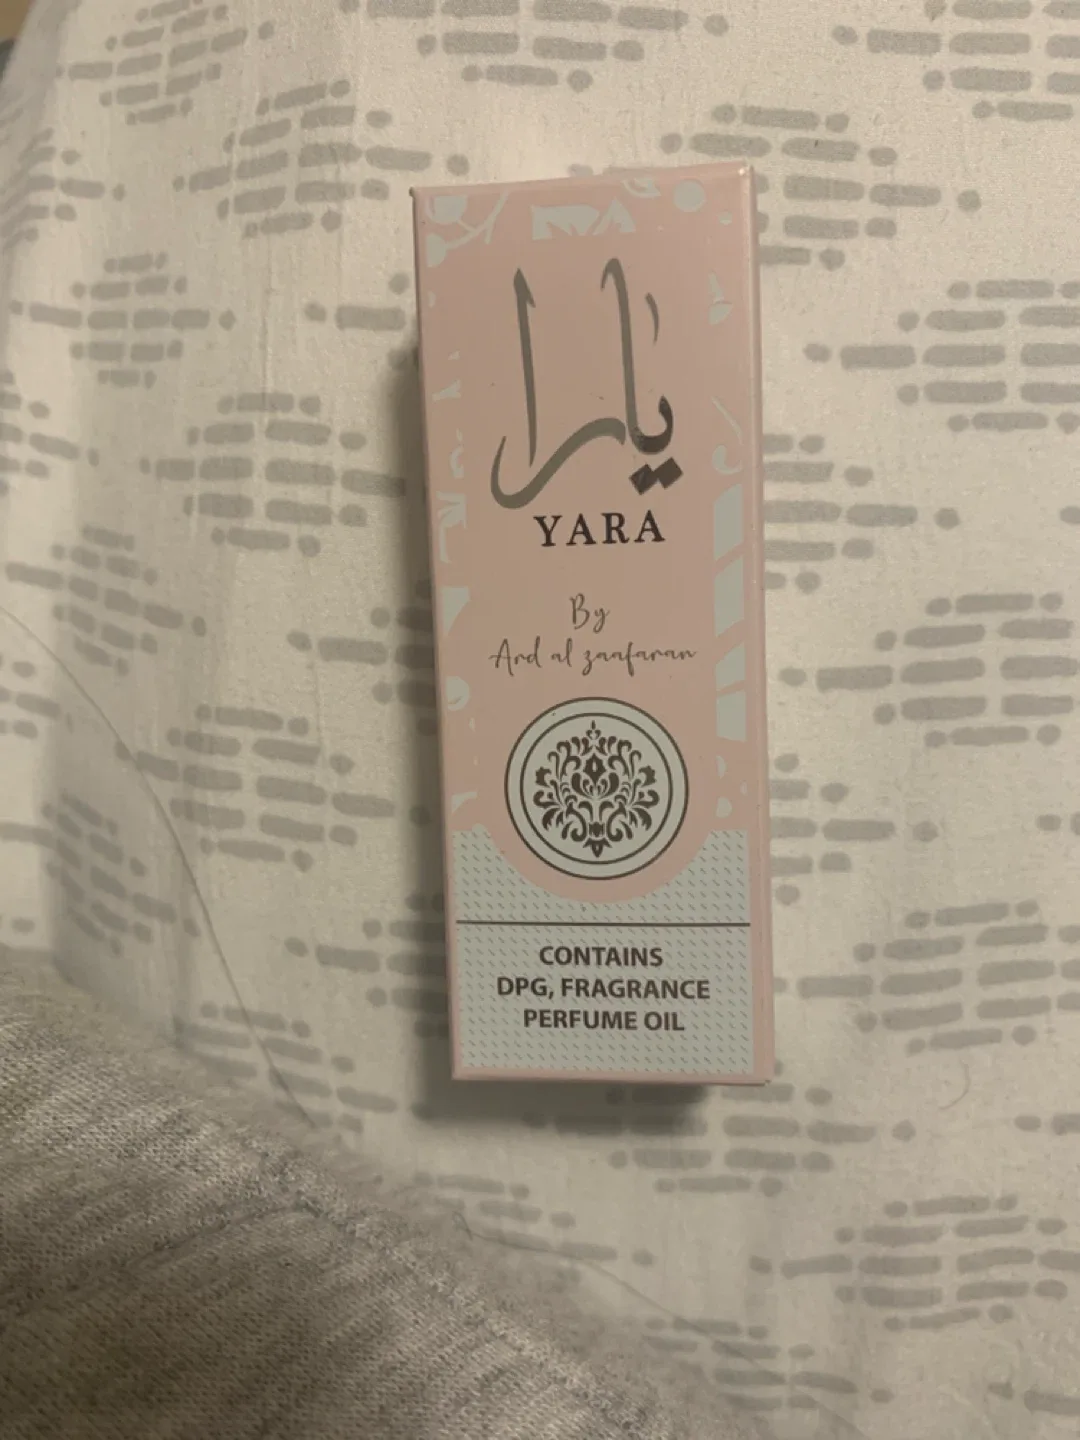 يارا
YARA
By
Ard al zaafaran
CONTAINS
DPG, FRAGRANCE
PERFUME OIL